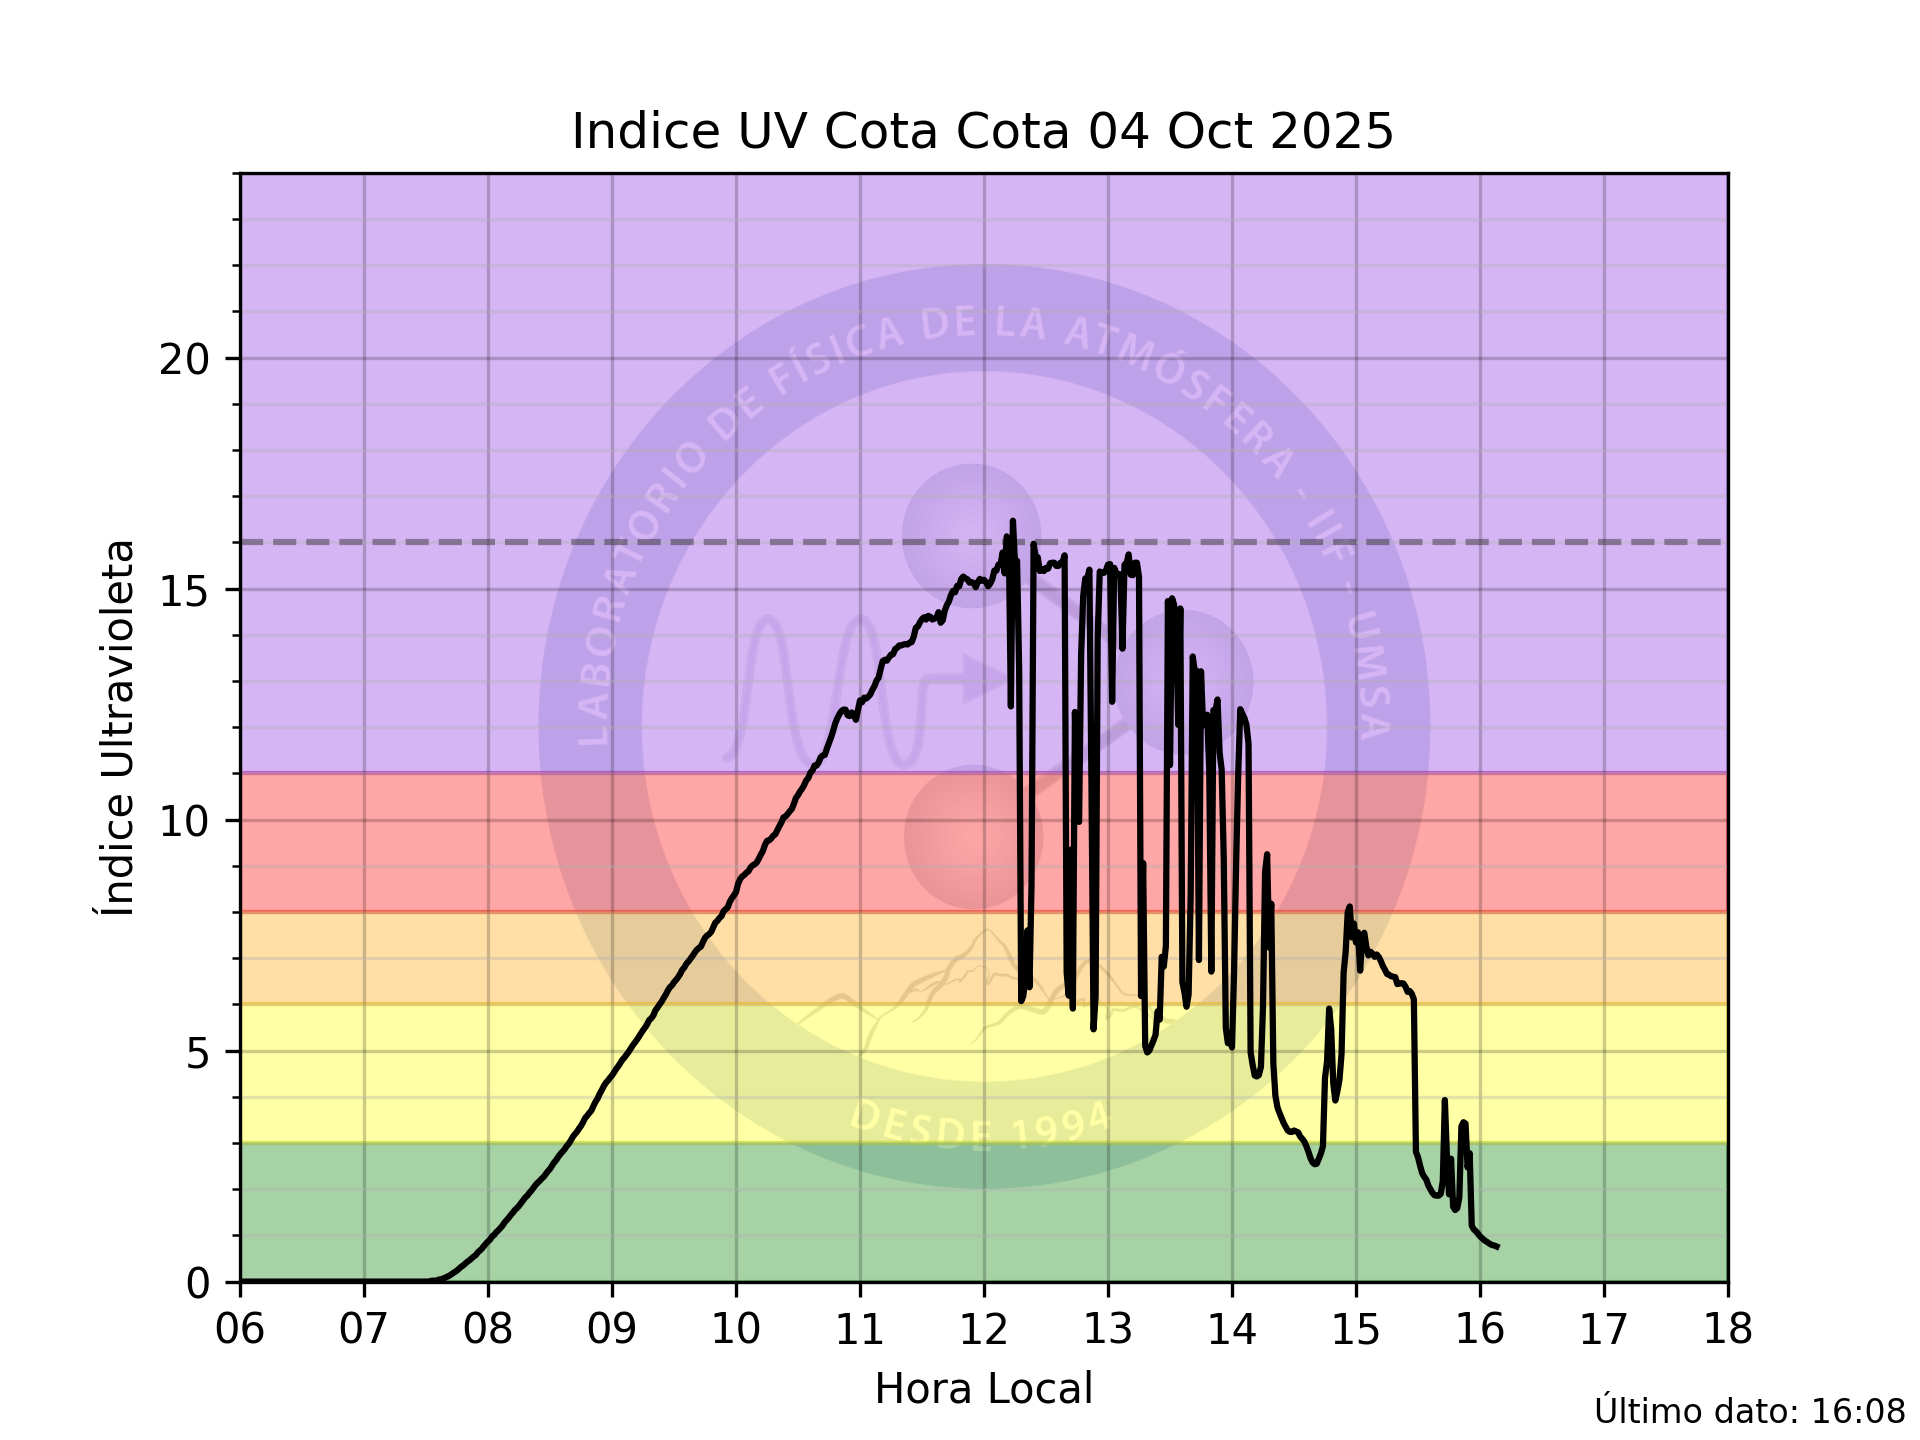 Indice UV Cota Cota 04 Oct 2025
Índice Ultravioleta
20
15
10
5
0
LABORATORIO DE FÍSICA DE LA ATMÓSFERA - IIF - UMSA
DESDE 1994
06 07 08 09 10 11 12 13 14 15 16 17 18
Hora Local
Último dato: 16:08